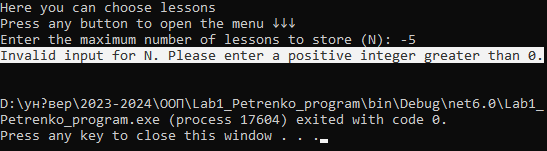 Here you can choose lessons
Press any button to open the menu ↓↓↓
Enter the maximum number of lessons to store (N): -5
Invalid input for N. Please enter a positive integer greater than 0.
D:\ун?вер\2023-2024\ООП\Lab1_Petrenko_program\bin\Debug\net6.0\Lab1_
Petrenko_program.exe (process 17604) exited with code 0.
Press any key to close this window . . .